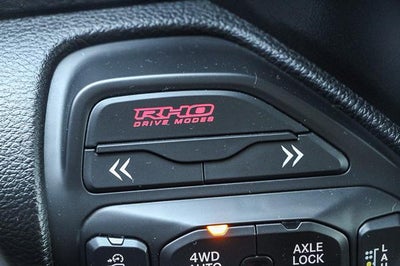 RHO
DRIVE MODES
<< >>
4WD AUTO
AXLE LOCK